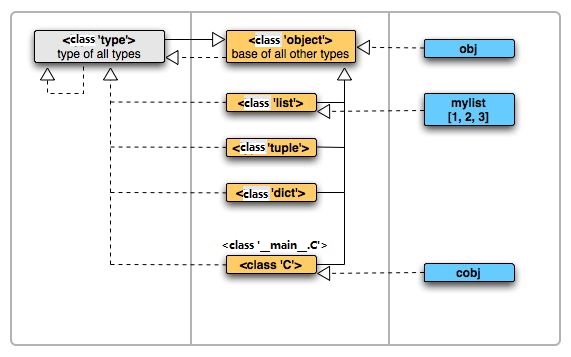 <class 'type'>
type of all types
<class 'object'>
base of all other types
obj
<class 'list'>
mylist
[1, 2, 3]
<class 'tuple'>
<class 'dict'>
<class '__main__.C'>
<class 'C'>
cobj